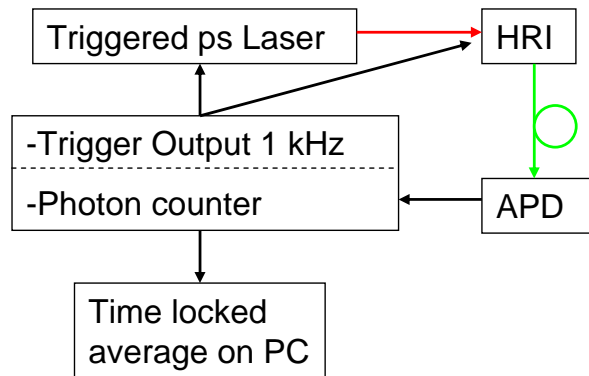 Triggered ps Laser
HRI
-Trigger Output 1 kHz
-Photon counter
APD
Time locked
average on PC